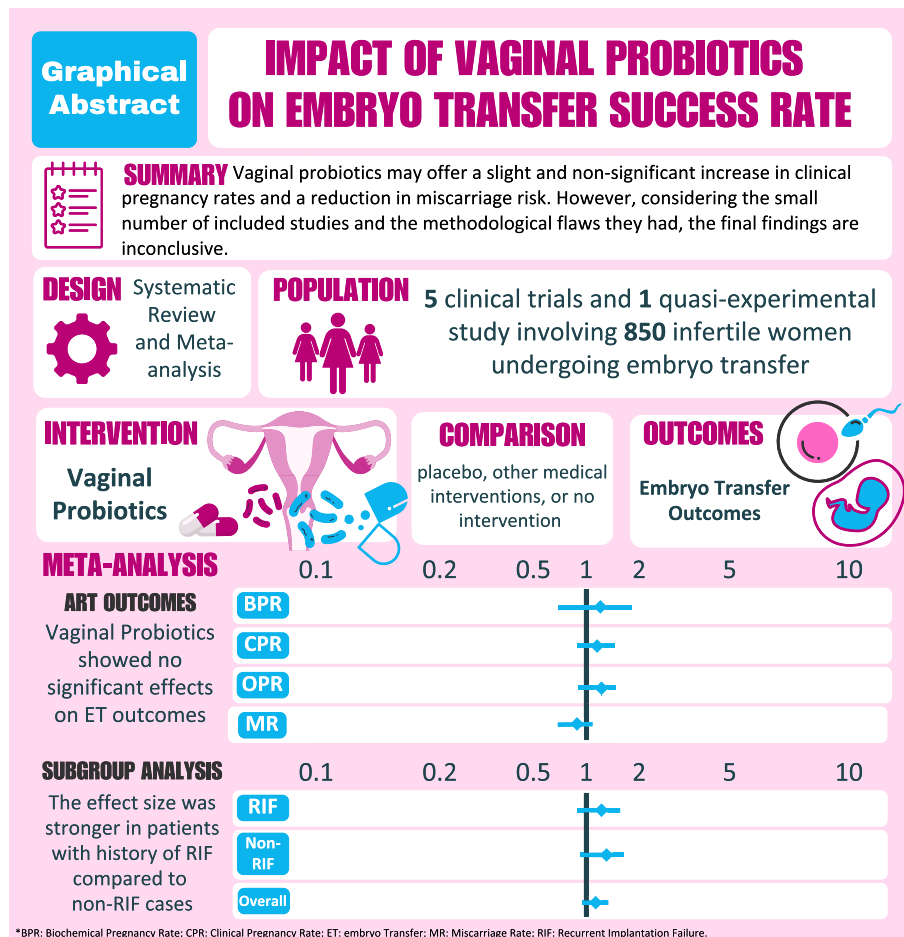 Graphical
Abstract
IMPACT OF VAGINAL PROBIOTICS
ON EMBRYO TRANSFER SUCCESS RATE
SUMMARY Vaginal probiotics may offer a slight and non-significant increase in clinical
pregnancy rates and a reduction in miscarriage risk. However, considering the small
number of included studies and the methodological flaws they had, the final findings are
inconclusive.
DESIGN
Systematic
Review
and Meta-
analysis
POPULATION
5 clinical trials and 1 quasi-experimental
study involving 850 infertile women
undergoing embryo transfer
INTERVENTION
Vaginal
Probiotics
COMPARISON
placebo, other medical
interventions, or no
intervention
OUTCOMES
Embryo Transfer
Outcomes
META-ANALYSIS
0.1 0.2 0.5 1 2 5 10
ART OUTCOMES
Vaginal Probiotics
showed no
significant effects
on ET outcomes
BPR
CPR
OPR
MR
SUBGROUP ANALYSIS
0.1 0.2 0.5 1 2 5 10
The effect size was
stronger in patients
with history of RIF
compared to
non-RIF cases
RIF
Non-
RIF
Overall
*BPR: Biochemical Pregnancy Rate; CPR: Clinical Pregnancy Rate; ET: embryo Transfer; MR: Miscarriage Rate; RIF: Recurrent Implantation Failure.